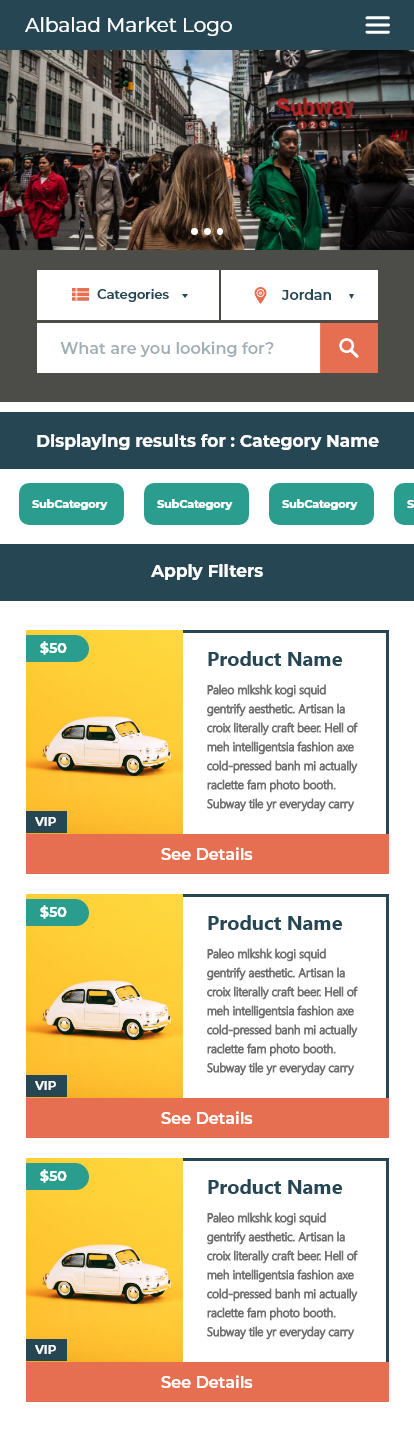 Albalad Market Logo
Subway
1 2 3
Categories
Jordan
What are you looking for?
Displaying results for : Category Name
SubCategory SubCategory SubCategory S
Apply Filters
$50
Product Name
Paleo mlkshk kogi squid
gentrify aesthetic. Artisan la
croix literally craft beer. Hell of
meh intelligentsia fashion axe
cold-pressed banh mi actually
raclette fam photo booth.
Subway tile yr everyday carry
VIP
See Details
$50
Product Name
Paleo mlkshk kogi squid
gentrify aesthetic. Artisan la
croix literally craft beer. Hell of
meh intelligentsia fashion axe
cold-pressed banh mi actually
raclette fam photo booth.
Subway tile yr everyday carry
VIP
See Details
$50
Product Name
Paleo mlkshk kogi squid
gentrify aesthetic. Artisan la
croix literally craft beer. Hell of
meh intelligentsia fashion axe
cold-pressed banh mi actually
raclette fam photo booth.
Subway tile yr everyday carry
VIP
See Details